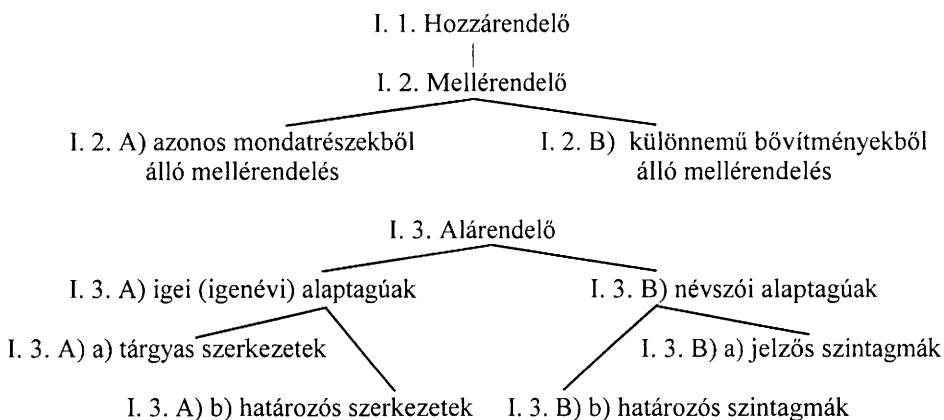 I. 1. Hozzárendelő
I. 2. Mellérendelő
I. 2. A) azonos mondatrészekből
álló mellérendelés
I. 2. B) különnemű bővítményekből
álló mellérendelés
I. 3. Alárendelő
I. 3. A) igei (igenévi) alaptagúak
I. 3. B) névszói alaptagúak
I. 3. A) a) tárgyas szerkezetek
I. 3. B) a) jelzős szintagmák
I. 3. A) b) határozós szerkezetek
I. 3. B) b) határozós szintagmák